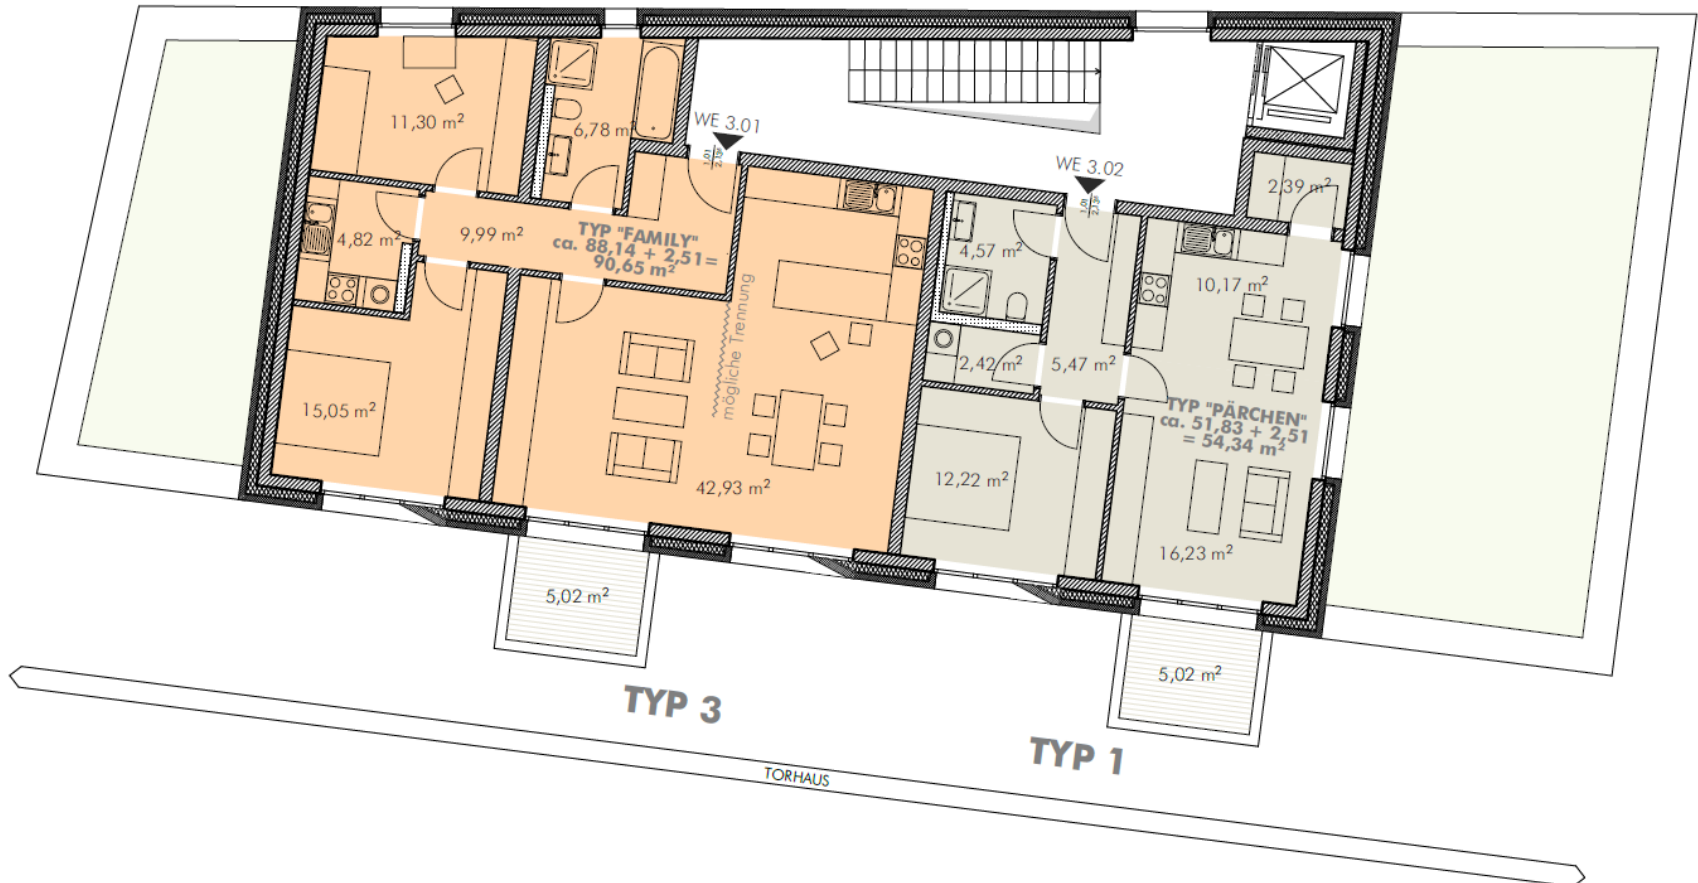 WE 3.01
11,30 m²
6,78 m²
WE 3.02
2,39 m²
4,82 m²
9,99 m²
TYP "FAMILY"
ca. 88,14 + 2,51=
90,65 m²
4,57 m²
10,17 m²
mögliche Trennung
2,42 m²
5,47 m²
15,05 m²
TYP "PÄRCHEN"
ca. 51,83 + 2,51
= 54,34 m²
42,93 m²
12,22 m²
16,23 m²
5,02 m²
5,02 m²
TYP 3
TYP 1
TORHAUS